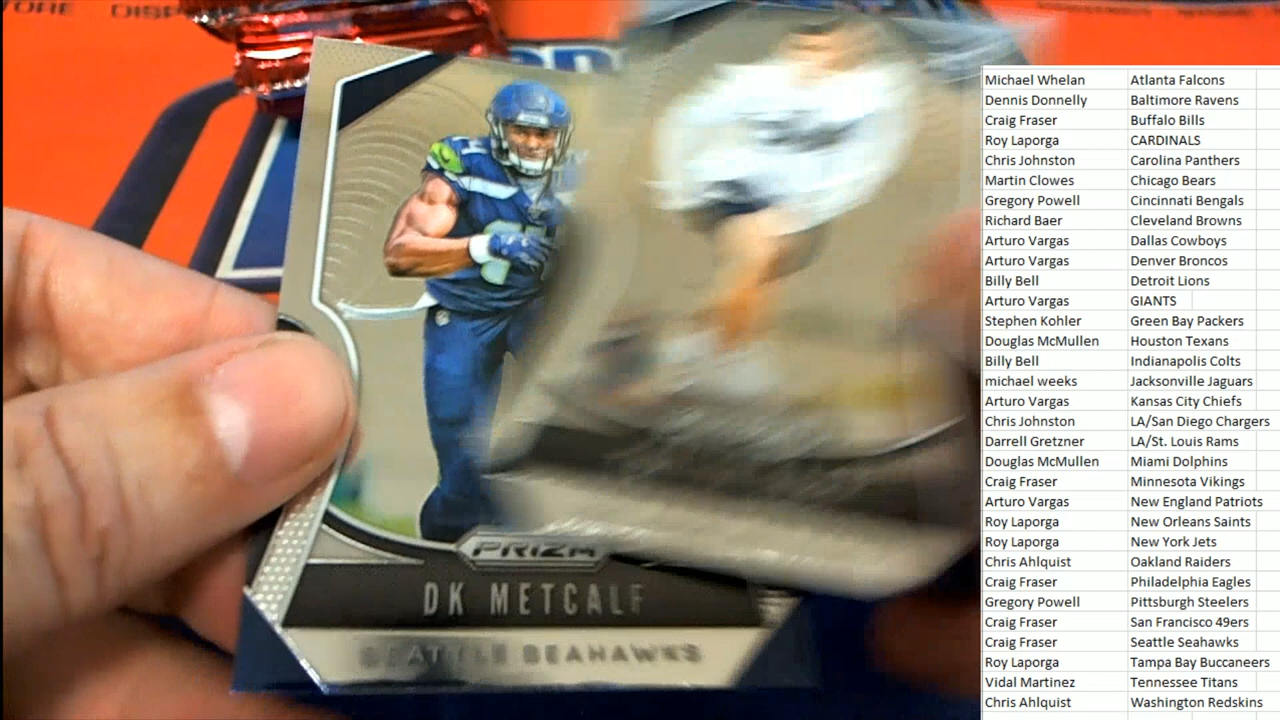 PRIZM
DK METCALF
SEATTLE SEAHAWKS
Michael Whelan Atlanta Falcons
Dennis Donnelly Baltimore Ravens
Craig Fraser Buffalo Bills
Roy Laporga CARDINALS
Chris Johnston Carolina Panthers
Martin Clowes Chicago Bears
Gregory Powell Cincinnati Bengals
Richard Baer Cleveland Browns
Arturo Vargas Dallas Cowboys
Arturo Vargas Denver Broncos
Billy Bell Detroit Lions
Arturo Vargas GIANTS
Stephen Kohler Green Bay Packers
Douglas McMullen Houston Texans
Billy Bell Indianapolis Colts
michael weeks Jacksonville Jaguars
Arturo Vargas Kansas City Chiefs
Chris Johnston LA/San Diego Chargers
Darrell Gretzner LA/St. Louis Rams
Douglas McMullen Miami Dolphins
Craig Fraser Minnesota Vikings
Arturo Vargas New England Patriots
Roy Laporga New Orleans Saints
Roy Laporga New York Jets
Chris Ahlquist Oakland Raiders
Craig Fraser Philadelphia Eagles
Gregory Powell Pittsburgh Steelers
Craig Fraser San Francisco 49ers
Craig Fraser Seattle Seahawks
Roy Laporga Tampa Bay Buccaneers
Vidal Martinez Tennessee Titans
Chris Ahlquist Washington Redskins